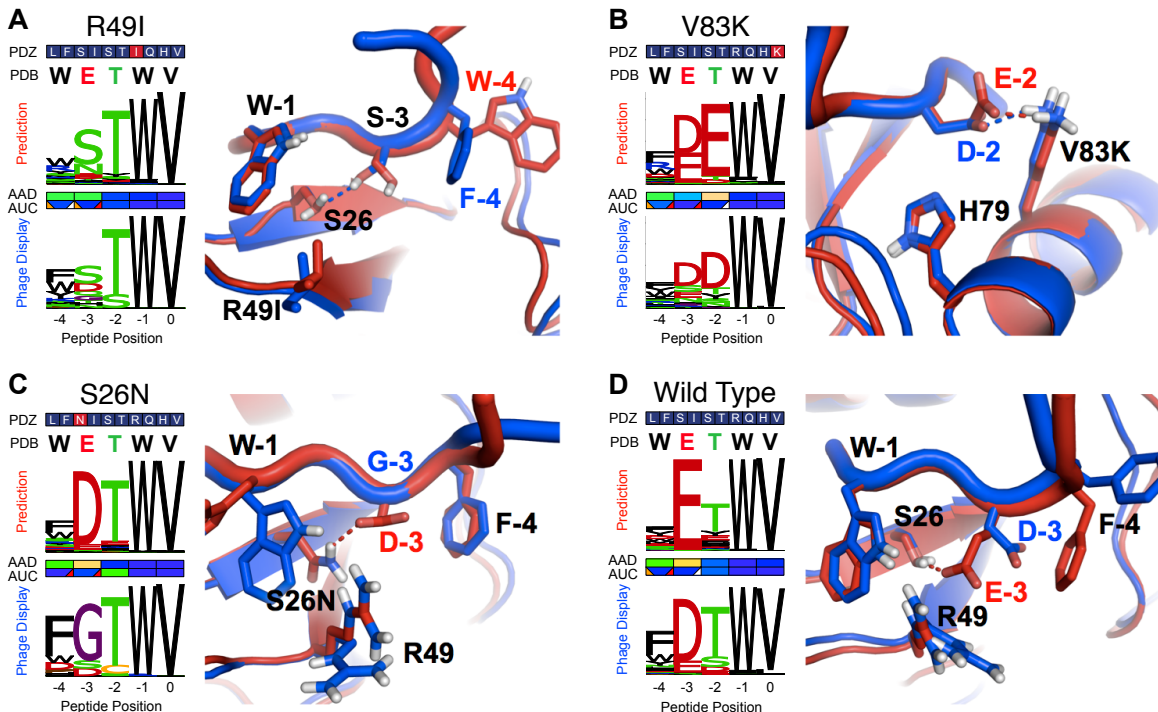 A
R49I
PDZ L F S I S T I Q H V
PDB W E T W V
Prediction
AAD
AUC
Phage Display
-4 -3 -2 -1 0
Peptide Position
W-1
S-3
W-4
F-4
S26
R49I
B
V83K
PDZ L F S I S T R Q H K
PDB W E T W V
Prediction
AAD
AUC
Phage Display
-4 -3 -2 -1 0
Peptide Position
E-2
D-2
V83K
H79
C
S26N
PDZ L F N I S T R Q H V
PDB W E T W V
Prediction
AAD
AUC
Phage Display
-4 -3 -2 -1 0
Peptide Position
W-1
G-3
F-4
D-3
S26N
R49
D
Wild Type
PDZ L F S I S T R Q H V
PDB W E T W V
Prediction
AAD
AUC
Phage Display
-4 -3 -2 -1 0
Peptide Position
W-1
S26
D-3
F-4
E-3
R49